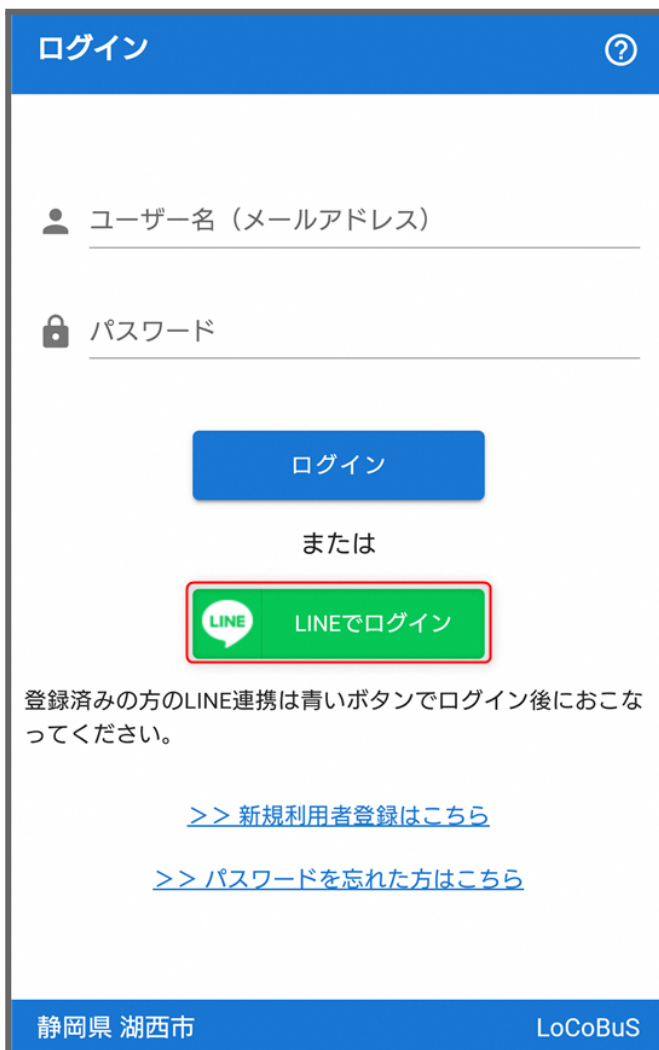 ログイン
ユーザー名（メールアドレス）
パスワード
ログイン
または
LINE
LINEでログイン
登録済みの方のLINE連携は青いボタンでログイン後におこな
ってください。
>> 新規利用者登録はこちら
>> パスワードを忘れた方はこちら
静岡県 湖西市
LoCoBuS